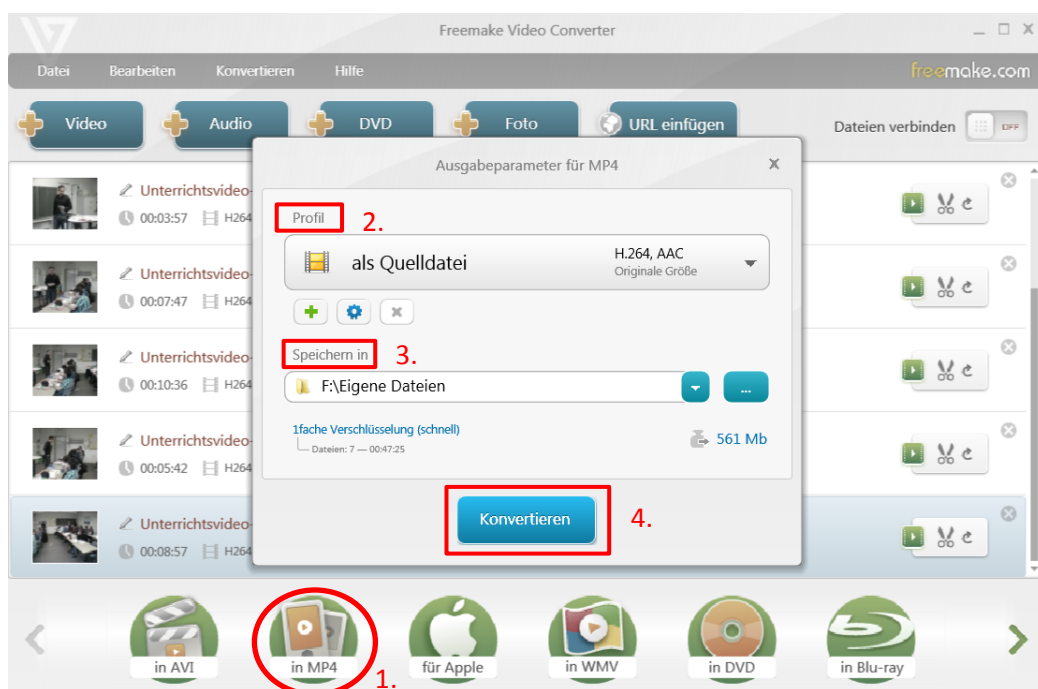 Freemake Video Converter
Datei Bearbeiten Konvertieren Hilfe freemake.com
Video Audio DVD Foto URL einfügen Dateien verbinden OFF
Ausgabeparameter für MP4
Unterrichtsvideo-
00:03:57 H264
Profil 2.
als Quelldatei H.264, AAC
Originale Größe
Unterrichtsvideo-
00:07:47 H264
Speichern in 3.
Unterrichtsvideo-
00:10:36 H264
F:\Eigene Dateien ...
1fache Verschlüsselung (schnell)
Dateien: 7 — 00:47:25
561 Mb
Unterrichtsvideo-
00:05:42 H264
Konvertieren 4.
Unterrichtsvideo-
00:08:57 H264
in AVI in MP4 für Apple in WMV in DVD in Blu-ray
1.